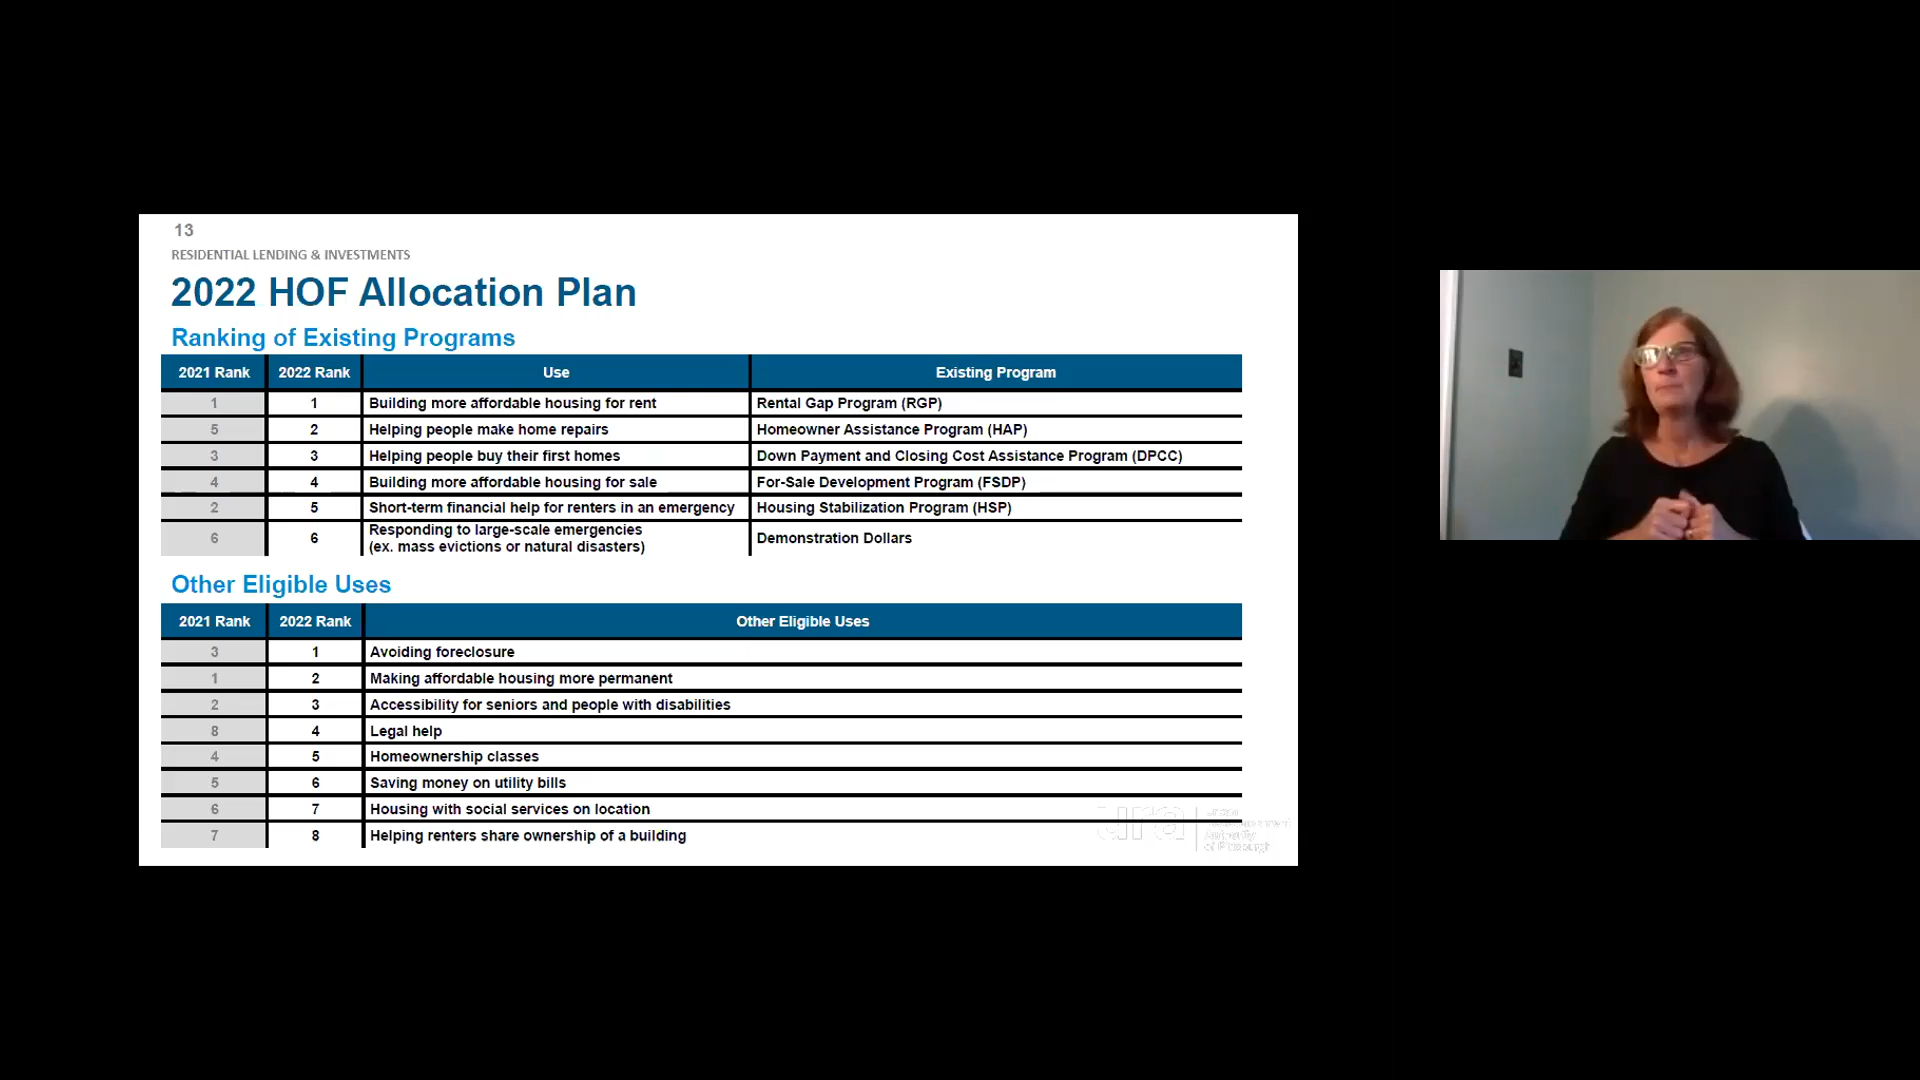 13
RESIDENTIAL LENDING & INVESTMENTS
2022 HOF Allocation Plan
Ranking of Existing Programs
2021 Rank 2022 Rank Use Existing Program
1 1 Building more affordable housing for rent Rental Gap Program (RGP)
5 2 Helping people make home repairs Homeowner Assistance Program (HAP)
3 3 Helping people buy their first homes Down Payment and Closing Cost Assistance Program (DPCC)
4 4 Building more affordable housing for sale For-Sale Development Program (FSDP)
2 5 Short-term financial help for renters in an emergency Housing Stabilization Program (HSP)
6 6 Responding to large-scale emergencies
(ex. mass evictions or natural disasters) Demonstration Dollars
Other Eligible Uses
2021 Rank 2022 Rank Other Eligible Uses
3 1 Avoiding foreclosure
1 2 Making affordable housing more permanent
2 3 Accessibility for seniors and people with disabilities
8 4 Legal help
4 5 Homeownership classes
5 6 Saving money on utility bills
6 7 Housing with social services on location
7 8 Helping renters share ownership of a building
ura
Authority
of Pittsburgh